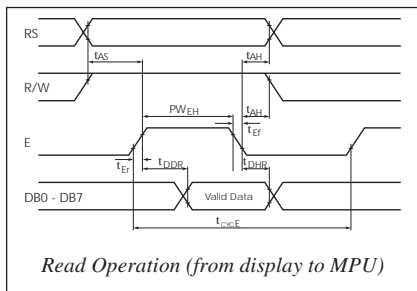 RS
tAS
tAH
R/W
PWEH
tAH
tEf
E
tEr
tDDR
tDHR
DB0 - DB7
Valid Data
tCYCE
Read Operation (from display to MPU)